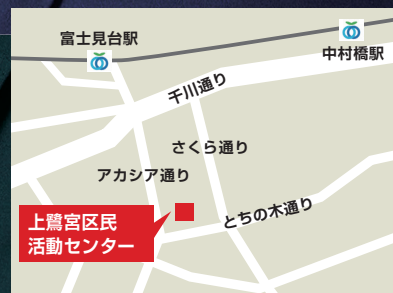 富士見台駅
中村橋駅
千川通り
さくら通り
アカシア通り
とちの木通り
上鷺宮区民
活動センター